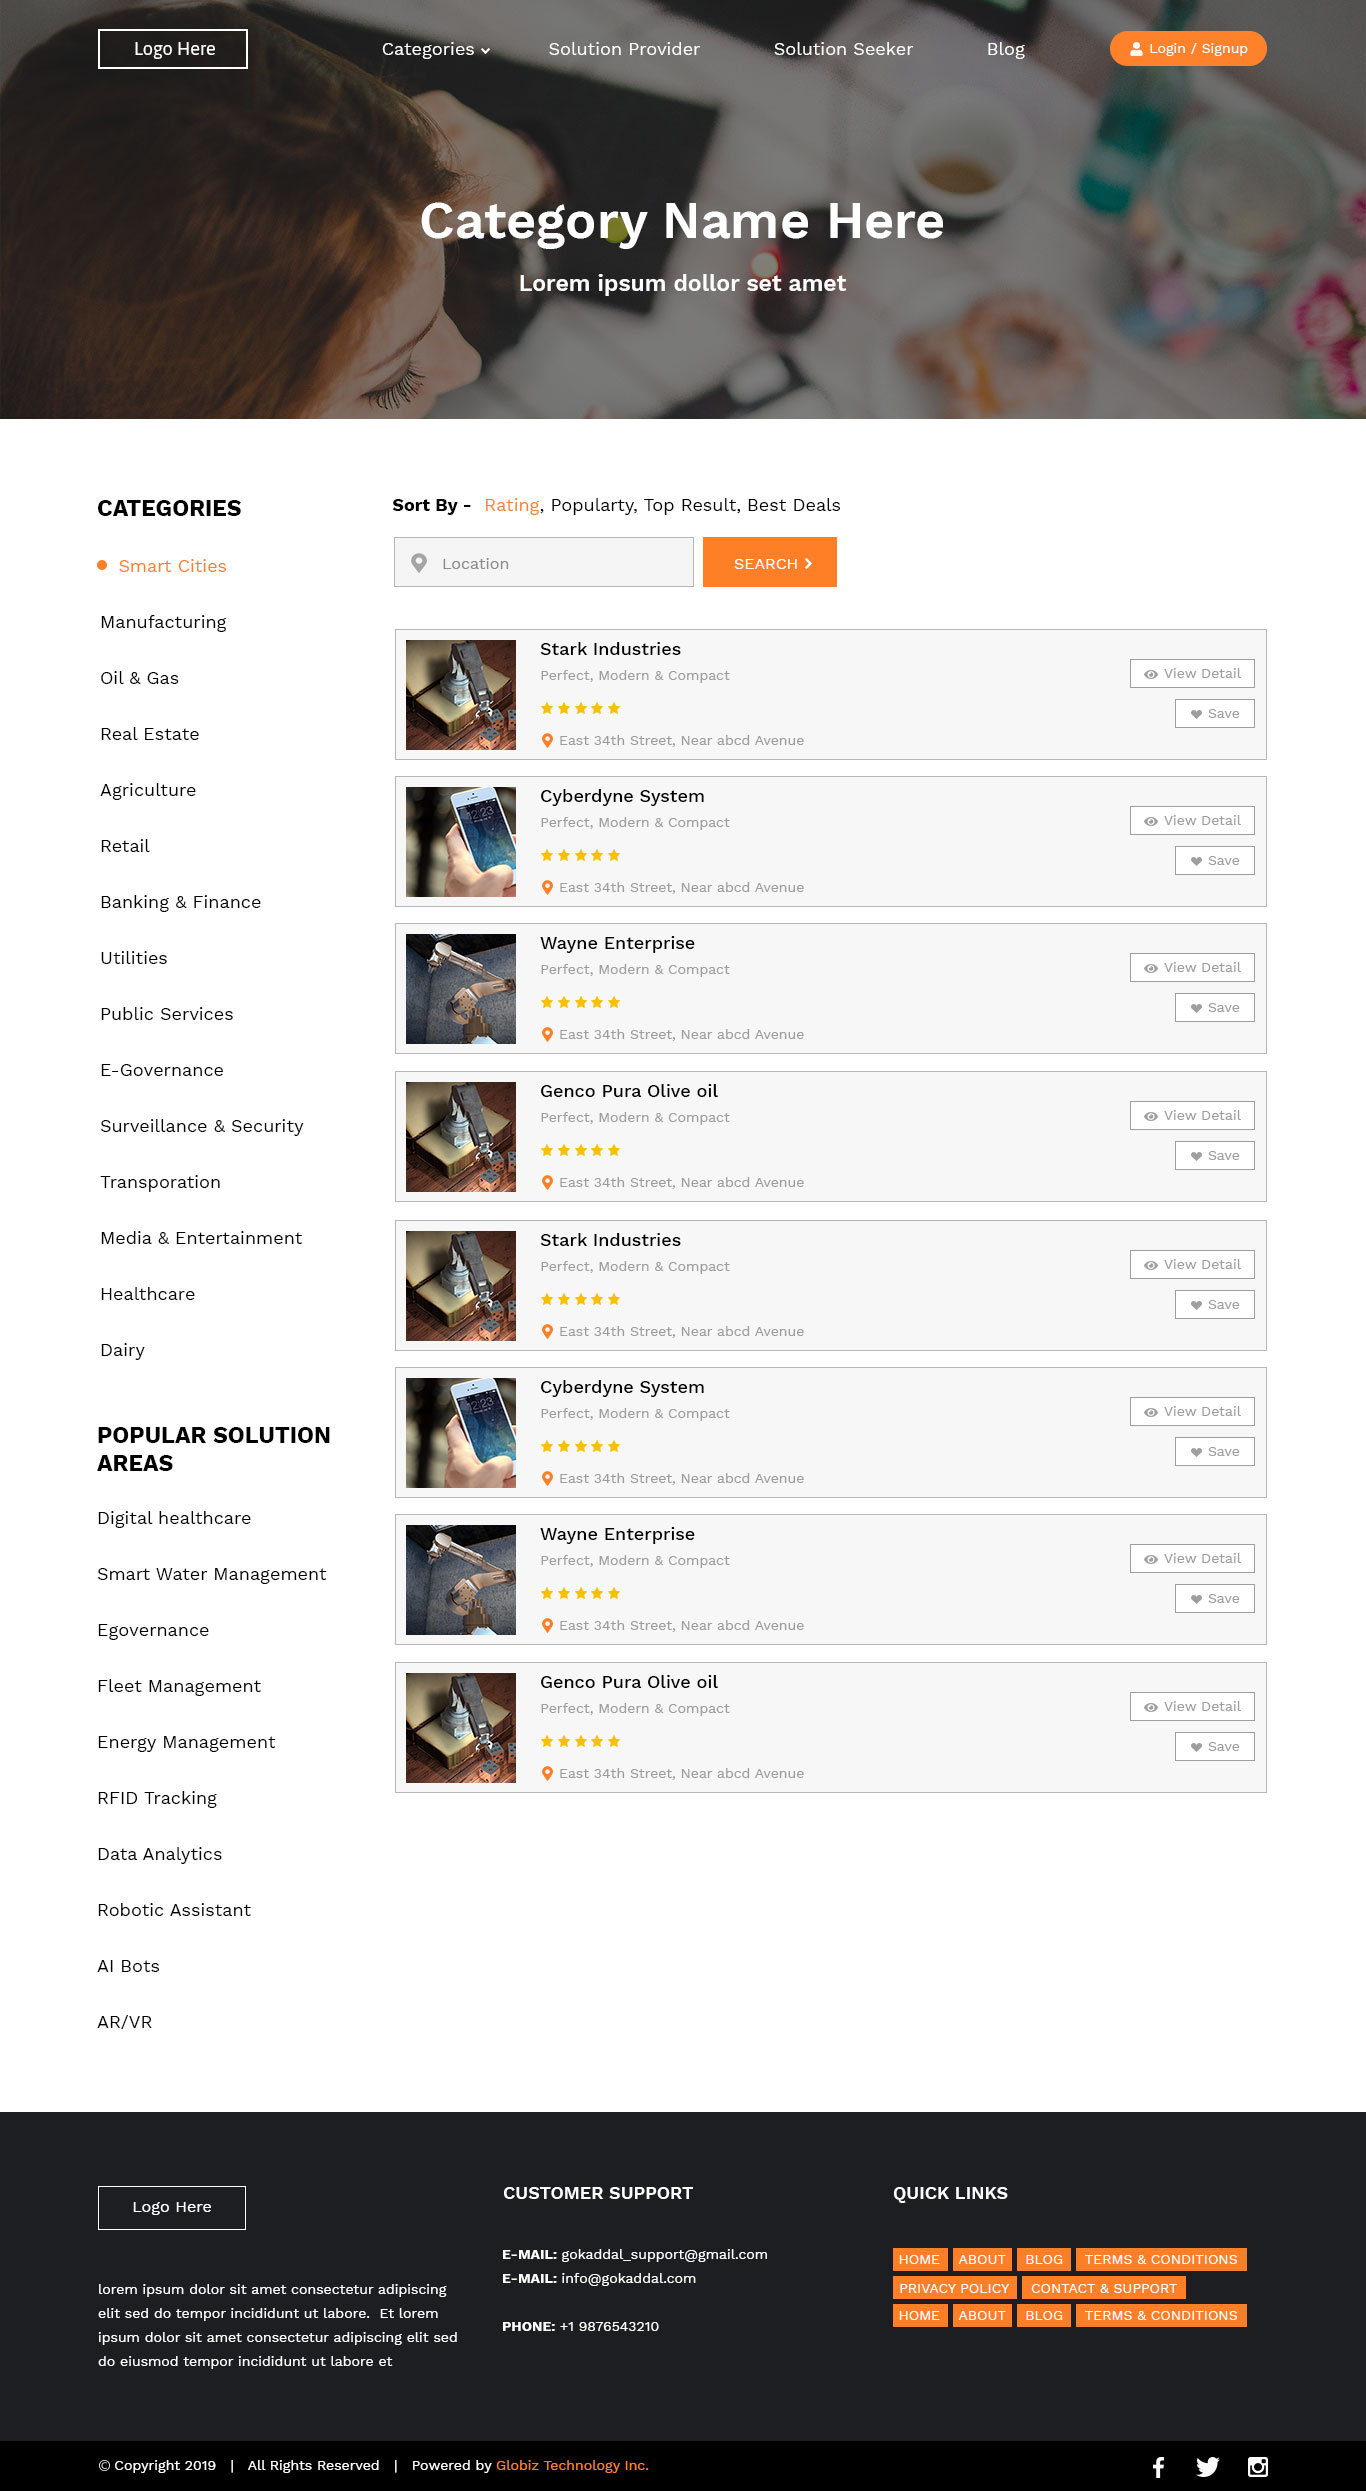 Logo Here
Categories
Solution Provider
Solution Seeker
Blog
Login / Signup
Category Name Here
Lorem ipsum dollor set amet
CATEGORIES
Smart Cities
Manufacturing
Oil & Gas
Real Estate
Agriculture
Retail
Banking & Finance
Utilities
Public Services
E-Governance
Surveillance & Security
Transporation
Media & Entertainment
Healthcare
Dairy
POPULAR SOLUTION
AREAS
Digital healthcare
Smart Water Management
Egovernance
Fleet Management
Energy Management
RFID Tracking
Data Analytics
Robotic Assistant
AI Bots
AR/VR
Sort By - Rating, Popularty, Top Result, Best Deals
Location
SEARCH
Stark Industries
Perfect, Modern & Compact
East 34th Street, Near abcd Avenue
View Detail
Save
Cyberdyne System
Perfect, Modern & Compact
East 34th Street, Near abcd Avenue
12:23
View Detail
Save
Wayne Enterprise
Perfect, Modern & Compact
East 34th Street, Near abcd Avenue
View Detail
Save
Genco Pura Olive oil
Perfect, Modern & Compact
East 34th Street, Near abcd Avenue
View Detail
Save
Stark Industries
Perfect, Modern & Compact
East 34th Street, Near abcd Avenue
View Detail
Save
Cyberdyne System
Perfect, Modern & Compact
East 34th Street, Near abcd Avenue
12:23
View Detail
Save
Wayne Enterprise
Perfect, Modern & Compact
East 34th Street, Near abcd Avenue
View Detail
Save
Genco Pura Olive oil
Perfect, Modern & Compact
East 34th Street, Near abcd Avenue
View Detail
Save
Logo Here
lorem ipsum dolor sit amet consectetur adipiscing
elit sed do tempor incididunt ut labore. Et lorem
ipsum dolor sit amet consectetur adipiscing elit sed
do eiusmod tempor incididunt ut labore et
CUSTOMER SUPPORT
E-MAIL: gokaddal_support@gmail.com
E-MAIL: info@gokaddal.com
PHONE: +1 9876543210
QUICK LINKS
HOME ABOUT BLOG TERMS & CONDITIONS
PRIVACY POLICY CONTACT & SUPPORT
HOME ABOUT BLOG TERMS & CONDITIONS
© Copyright 2019 | All Rights Reserved | Powered by Globiz Technology Inc.